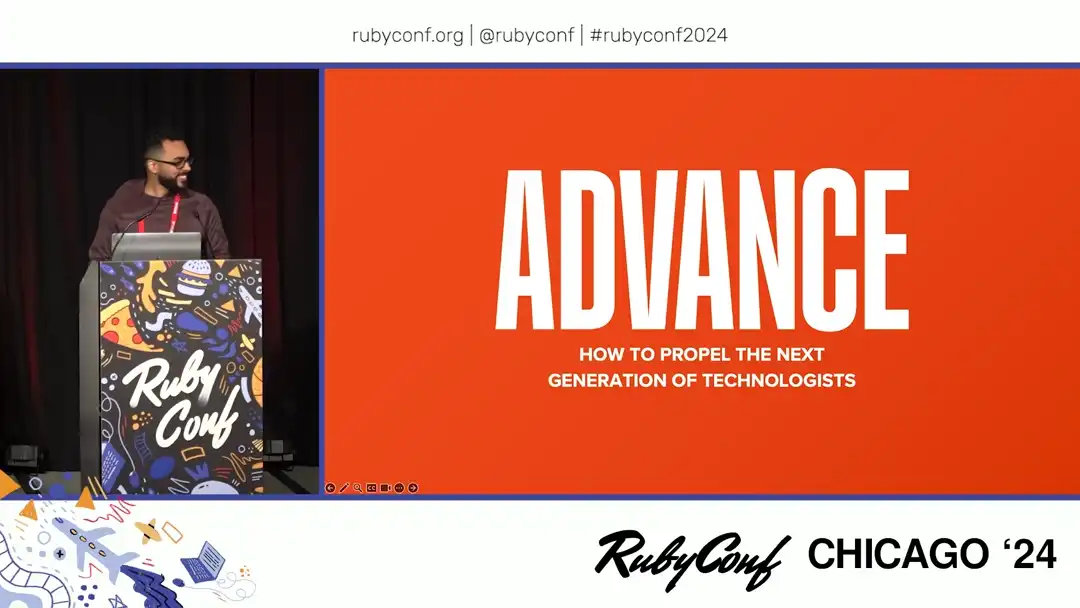 rubyconf.org | @rubyconf | #rubyconf2024
ADVANCE
HOW TO PROPEL THE NEXT
GENERATION OF TECHNOLOGISTS
Ruby
Conf
RubyConf CHICAGO ‘24